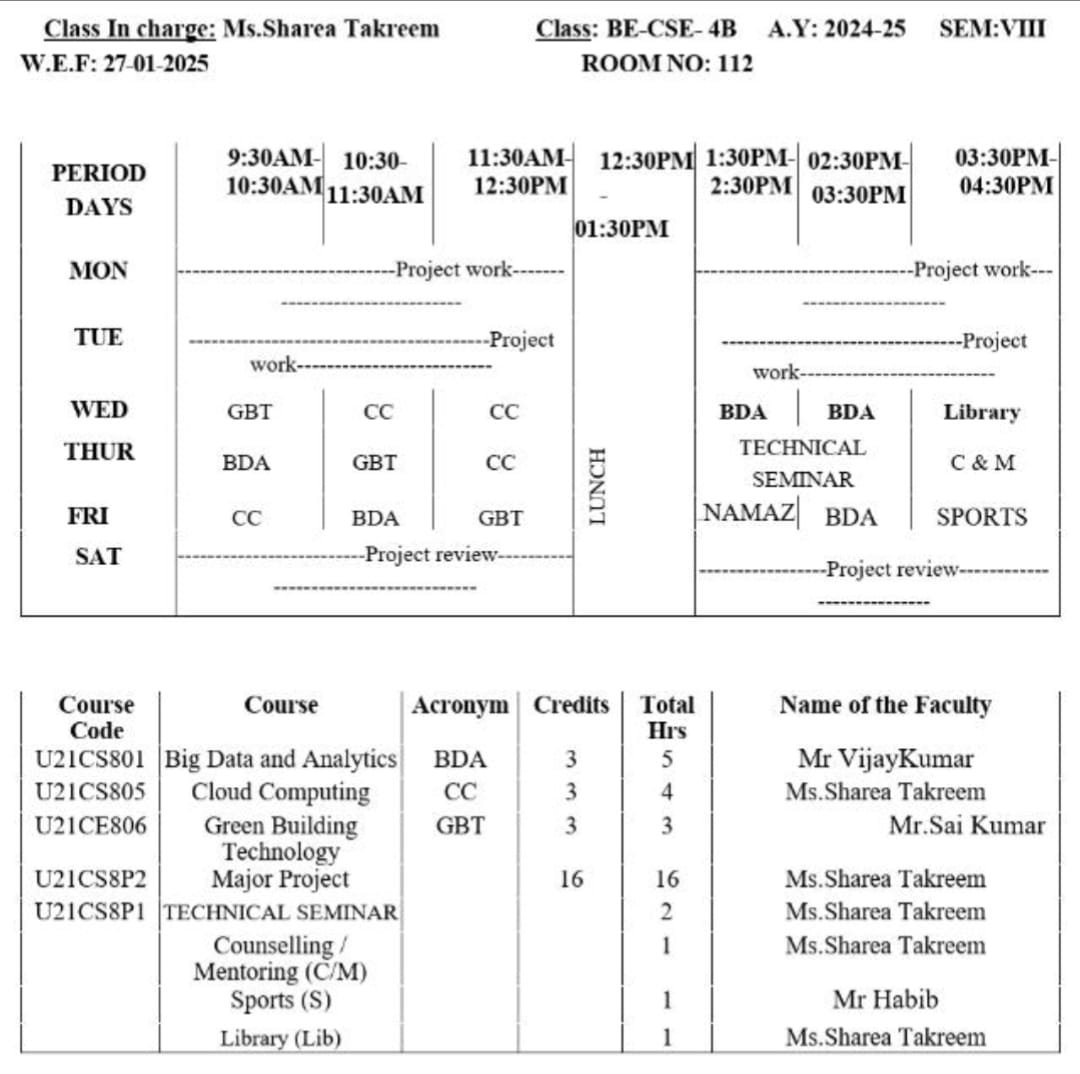 Class In charge: Ms.Sharea Takreem Class: BE-CSE- 4B A.Y: 2024-25 SEM:VIII
W.E.F: 27-01-2025 ROOM NO: 112
PERIOD DAYS 9:30AM-10:30AM 10:30-11:30AM 11:30AM-12:30PM 12:30PM - 01:30PM 1:30PM-2:30PM 02:30PM-03:30PM 03:30PM-04:30PM
MON ----------------------------Project work------- ----------------------- ----------------------------Project work--- ------------------
TUE --------------------------------------Project work------------------------- -------------------------------Project work-------------------------
WED GBT CC CC BDA BDA Library
THUR BDA GBT CC TECHNICAL SEMINAR C & M
LUNCH
FRI CC BDA GBT NAMAZ BDA SPORTS
SAT ------------------------Project review---------- -------------------------- ----------------Project review------------ ---------------
Course Code Course Acronym Credits Total Hrs Name of the Faculty
U21CS801 Big Data and Analytics BDA 3 5 Mr VijayKumar
U21CS805 Cloud Computing CC 3 4 Ms.Sharea Takreem
U21CE806 Green Building Technology GBT 3 3 Mr.Sai Kumar
U21CS8P2 Major Project 16 16 Ms.Sharea Takreem
U21CS8P1 TECHNICAL SEMINAR 2 Ms.Sharea Takreem
Counselling / Mentoring (C/M) 1 Ms.Sharea Takreem
Sports (S) 1 Mr Habib
Library (Lib) 1 Ms.Sharea Takreem